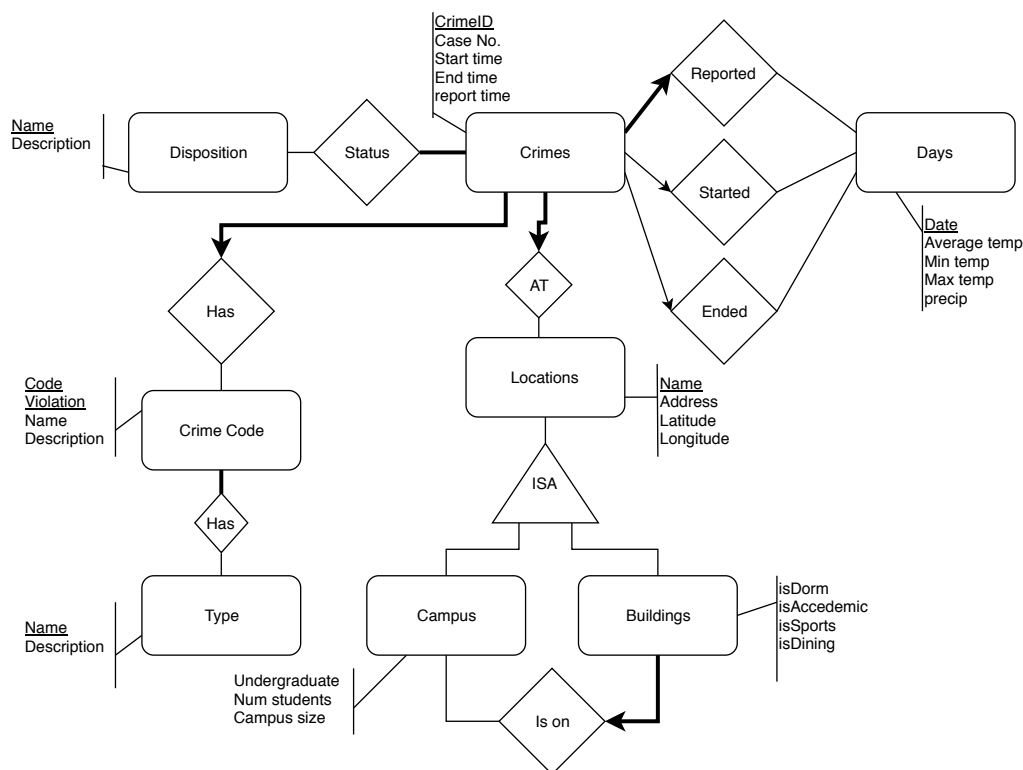 CrimeID
Case No.
Start time
End time
report time
Reported
Name
Description
Disposition
Status
Crimes
Started
Days
Date
Average temp
Min temp
Max temp
precip
Has
AT
Ended
Locations
Name
Address
Latitude
Longitude
Code
Violation
Name
Description
Crime Code
ISA
Has
Name
Description
Type
Campus
Buildings
isDorm
isAccedemic
isSports
isDining
Undergraduate
Num students
Campus size
Is on